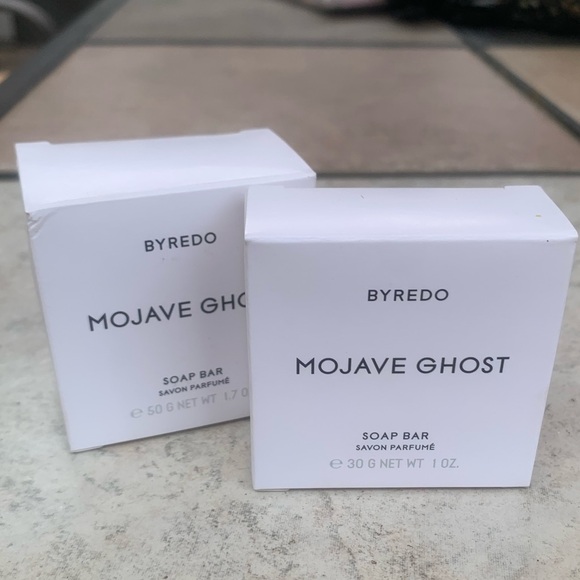 BYREDO
MOJAVE GHO
SOAP BAR
SAVON PARFUMÉ
℮ 50 G NET WT 1.7 O
BYREDO
MOJAVE GHOST
SOAP BAR
SAVON PARFUMÉ
℮ 30 G NET WT 1 OZ.